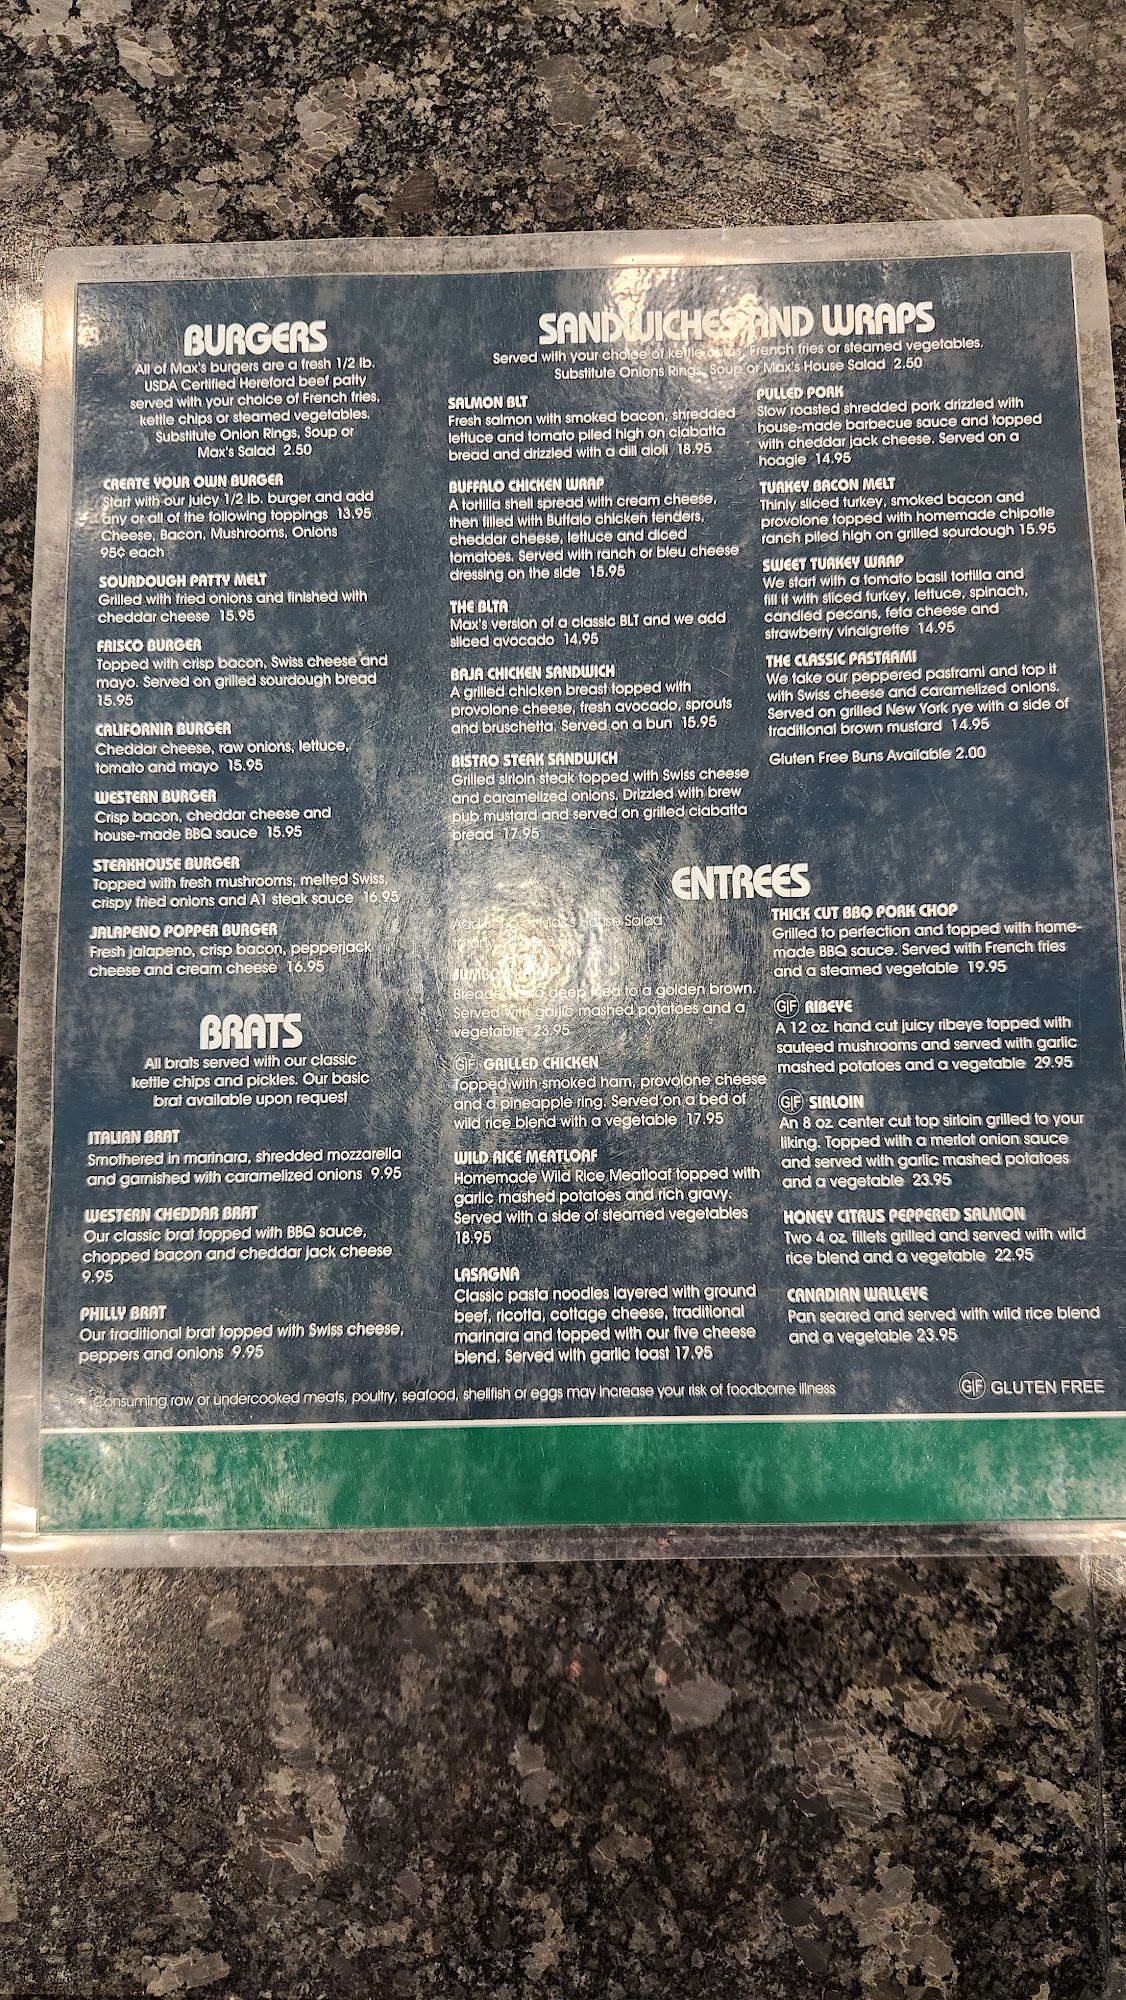 BURGERS
All of Max's burgers are a fresh 1/2 lb.
USDA Certified Hereford beef patty
served with your choice of French fries,
kettle chips or steamed vegetables.
Substitute Onion Rings, Soup or
Max's Salad 2.50
CREATE YOUR OWN BURGER
Start with our juicy 1/2 lb. burger and add
any or all of the following toppings 13.95
Cheese, Bacon, Mushrooms, Onions
95¢ each
SOURDOUGH PATTY MELT
Grilled with fried onions and finished with
cheddar cheese 15.95
FRISCO BURGER
Topped with crisp bacon, Swiss cheese and
mayo. Served on grilled sourdough bread
15.95
CALIFORNIA BURGER
Cheddar cheese, raw onions, lettuce,
tomato and mayo 15.95
WESTERN BURGER
Crisp bacon, cheddar cheese and
house-made BBQ sauce 15.95
STEAKHOUSE BURGER
Topped with fresh mushrooms, melted Swiss,
crispy fried onions and A1 steak sauce 16.95
JALAPENO POPPER BURGER
Fresh jalapeno, crisp bacon, pepperjack
cheese and cream cheese 16.95
BRATS
All brats served with our classic
kettle chips and pickles. Our basic
brat available upon request
ITALIAN BRAT
Smothered in marinara, shredded mozzarella
and garnished with caramelized onions 9.95
WESTERN CHEDDAR BRAT
Our classic brat topped with BBQ sauce,
chopped bacon and cheddar jack cheese
9.95
PHILLY BRAT
Our traditional brat topped with Swiss cheese,
peppers and onions 9.95
SANDWICHES AND WRAPS
Served with your choice of kettle chips, French fries or steamed vegetables.
Substitute Onions Rings, Soup or Max's House Salad 2.50
SALMON BLT
Fresh salmon with smoked bacon, shredded
lettuce and tomato piled high on ciabatta
bread and drizzled with a dill aioli 18.95
BUFFALO CHICKEN WRAP
A tortilla shell spread with cream cheese,
then filled with Buffalo chicken tenders,
cheddar cheese, lettuce and diced
tomatoes. Served with ranch or bleu cheese
dressing on the side 15.95
THE BLTA
Max's version of a classic BLT and we add
sliced avocado 14.95
BAJA CHICKEN SANDWICH
A grilled chicken breast topped with
provolone cheese, fresh avocado, sprouts
and bruschetta. Served on a bun 15.95
BISTRO STEAK SANDWICH
Grilled sirloin steak topped with Swiss cheese
and caramelized onions. Drizzled with brew
pub mustard and served on grilled ciabatta
bread 17.95
PULLED PORK
Slow roasted shredded pork drizzled with
house-made barbecue sauce and topped
with cheddar jack cheese. Served on a
hoagie 14.95
TURKEY BACON MELT
Thinly sliced turkey, smoked bacon and
provolone topped with homemade chipotle
ranch piled high on grilled sourdough 15.95
SWEET TURKEY WRAP
We start with a tomato basil tortilla and
fill it with sliced turkey, lettuce, spinach,
candied pecans, feta cheese and
strawberry vinaigrette 14.95
THE CLASSIC PASTRAMI
We take our peppered pastrami and top it
with Swiss cheese and caramelized onions.
Served on grilled New York rye with a side of
traditional brown mustard 14.95
Gluten Free Buns Available 2.00
ENTREES
Add House Salad
JUMBO
deep fried to a golden brown.
Served with garlic mashed potatoes and a
vegetable 23.95
GF GRILLED CHICKEN
Topped with smoked ham, provolone cheese
and a pineapple ring. Served on a bed of
wild rice blend with a vegetable 17.95
WILD RICE MEATLOAF
Homemade Wild Rice Meatloaf topped with
garlic mashed potatoes and rich gravy.
Served with a side of steamed vegetables
18.95
LASAGNA
Classic pasta noodles layered with ground
beef, ricotta, cottage cheese, traditional
marinara and topped with our five cheese
blend. Served with garlic toast 17.95
THICK CUT BBQ PORK CHOP
Grilled to perfection and topped with home-
made BBQ sauce. Served with French fries
and a steamed vegetable 19.95
GF RIBEYE
A 12 oz. hand cut juicy ribeye topped with
sauteed mushrooms and served with garlic
mashed potatoes and a vegetable 29.95
GF SIRLOIN
An 8 oz center cut top sirloin grilled to your
liking. Topped with a merlot onion sauce
and served with garlic mashed potatoes
and a vegetable 23.95
HONEY CITRUS PEPPERED SALMON
Two 4 oz. fillets grilled and served with wild
rice blend and a vegetable 22.95
CANADIAN WALLEYE
Pan seared and served with wild rice blend
and a vegetable 23.95
* Consuming raw or undercooked meats, poultry, seafood, shellfish or eggs may increase your risk of foodborne illness
GF GLUTEN FREE